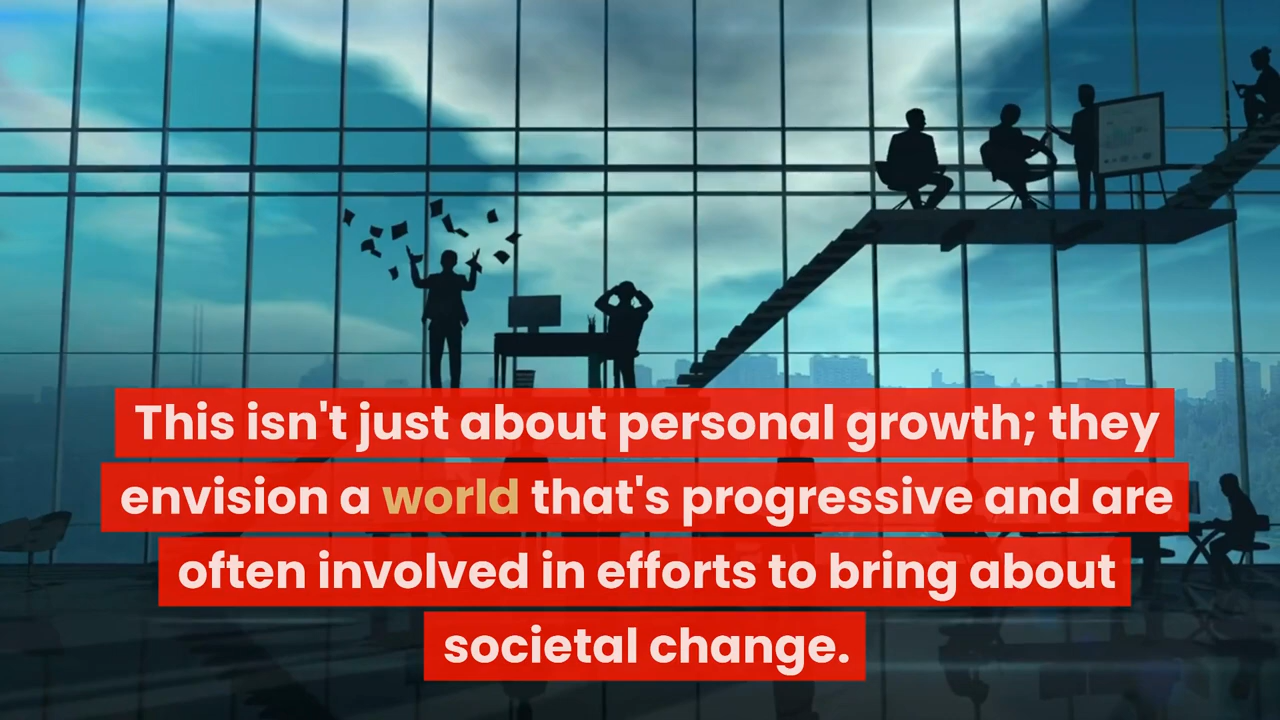 This isn't just about personal growth; they
envision a world that's progressive and are
often involved in efforts to bring about
societal change.